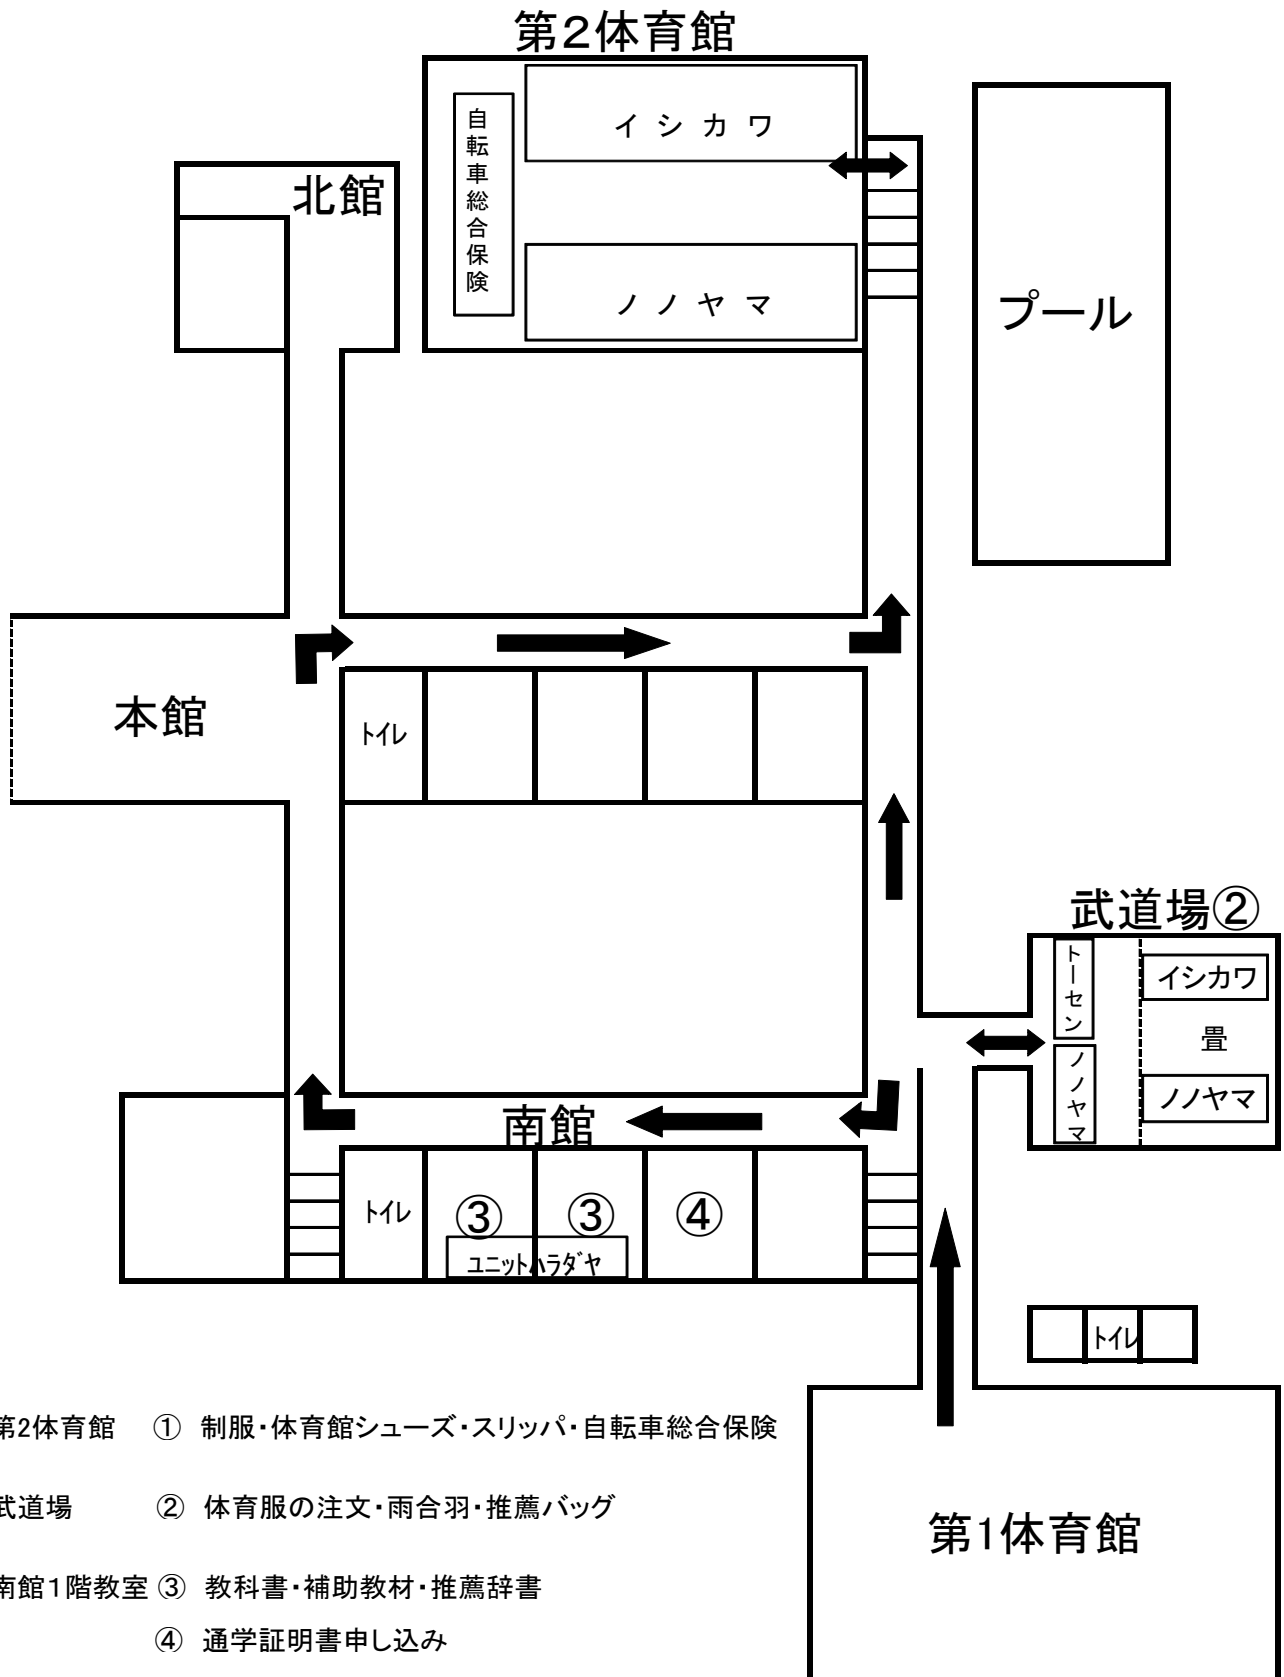 第2体育館
イシカワ
自転車総合保険
ノノヤマ
北館
プール
本館
トイレ
武道場②
トーセン
イシカワ
畳
ノノヤマ
ノノヤマ
南館
トイレ
③
③
④
ユニットハラダヤ
トイレ
第1体育館
第2体育館 ① 制服・体育館シューズ・スリッパ・自転車総合保険
武道場 ② 体育服の注文・雨合羽・推薦バッグ
南館1階教室 ③ 教科書・補助教材・推薦辞書
④ 通学証明書申し込み